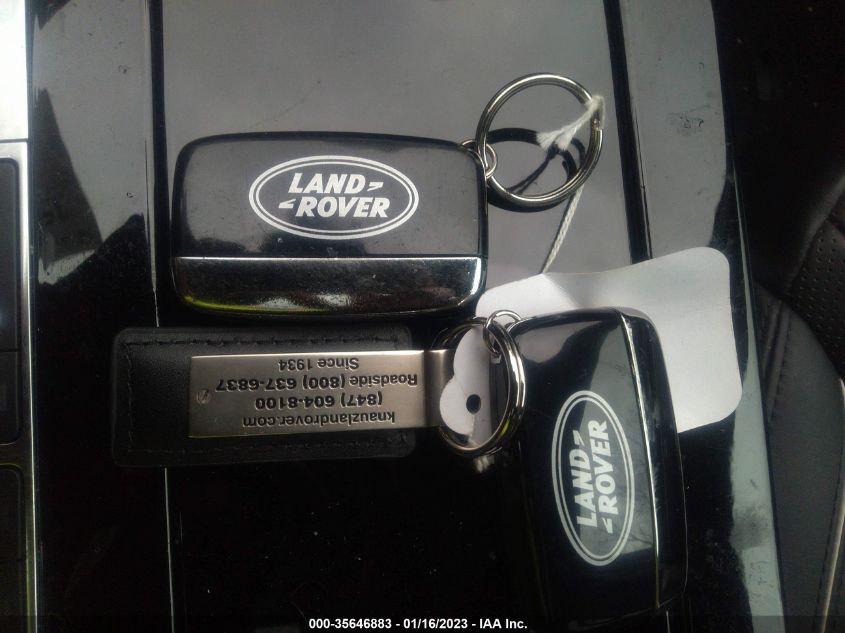 LAND
ROVER
knauzlandrover.com
(847) 604-8100
Roadside (800) 637-6837
Since 1934
LAND
ROVER
000-35646883 - 01/16/2023 - IAA Inc.